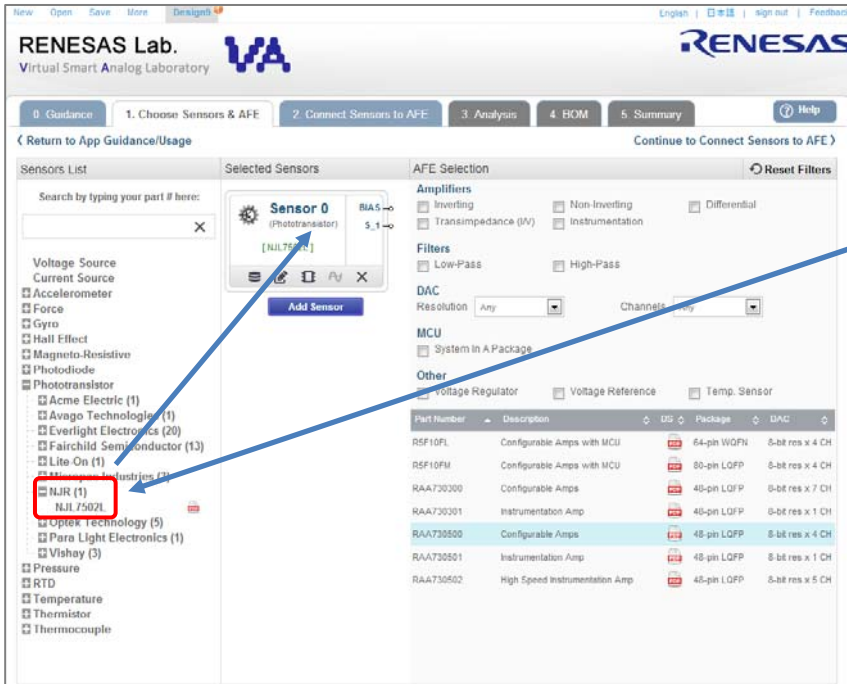 New Open Save More Design9
English | 日本語 | sign out | Feedback
RENESAS Lab.
Virtual Smart Analog Laboratory
VA
RENESAS
0. Guidance
1. Choose Sensors & AFE
2. Connect Sensors to AFE
3. Analysis
4. BOM
5. Summary
Help
Return to App Guidance/Usage
Continue to Connect Sensors to AFE
Sensors List
Selected Sensors
AFE Selection
Reset Filters
Search by typing your part # here:
Voltage Source
Current Source
Accelerometer
Force
Gyro
Hall Effect
Magneto-Resistive
Photodiode
Phototransistor
Acme Electric (1)
Avago Technologies (1)
Everlight Electronics (20)
Fairchild Semiconductor (13)
Lite-On (1)
Micropac Industries
NJR (1)
NJL7502L
Optek Technology (5)
Para Light Electronics (1)
Vishay (3)
Pressure
RTD
Temperature
Thermistor
Thermocouple
Sensor 0
(Phototransistor)
BIAS
S_1
[NJL7502L]
Add Sensor
Amplifiers
Inverting Non-Inverting Differential
Transimpedance (I/V) Instrumentation
Filters
Low-Pass High-Pass
DAC
Resolution Any Channels Any
MCU
System In A Package
Other
Voltage Regulator Voltage Reference Temp. Sensor
Part Number Description DS Package DAC
R5F10FL Configurable Amps with MCU PDF 64-pin WQFN 8-bit res x 4 CH
R5F10FM Configurable Amps with MCU PDF 80-pin LQFP 8-bit res x 4 CH
RAA730300 Configurable Amps PDF 48-pin LQFP 8-bit res x 7 CH
RAA730301 Instrumentation Amp PDF 48-pin LQFP 8-bit res x 1 CH
RAA730500 Configurable Amps PDF 48-pin LQFP 8-bit res x 4 CH
RAA730501 Instrumentation Amp PDF 48-pin LQFP 8-bit res x 1 CH
RAA730502 High Speed Instrumentation Amp PDF 48-pin LQFP 8-bit res x 5 CH